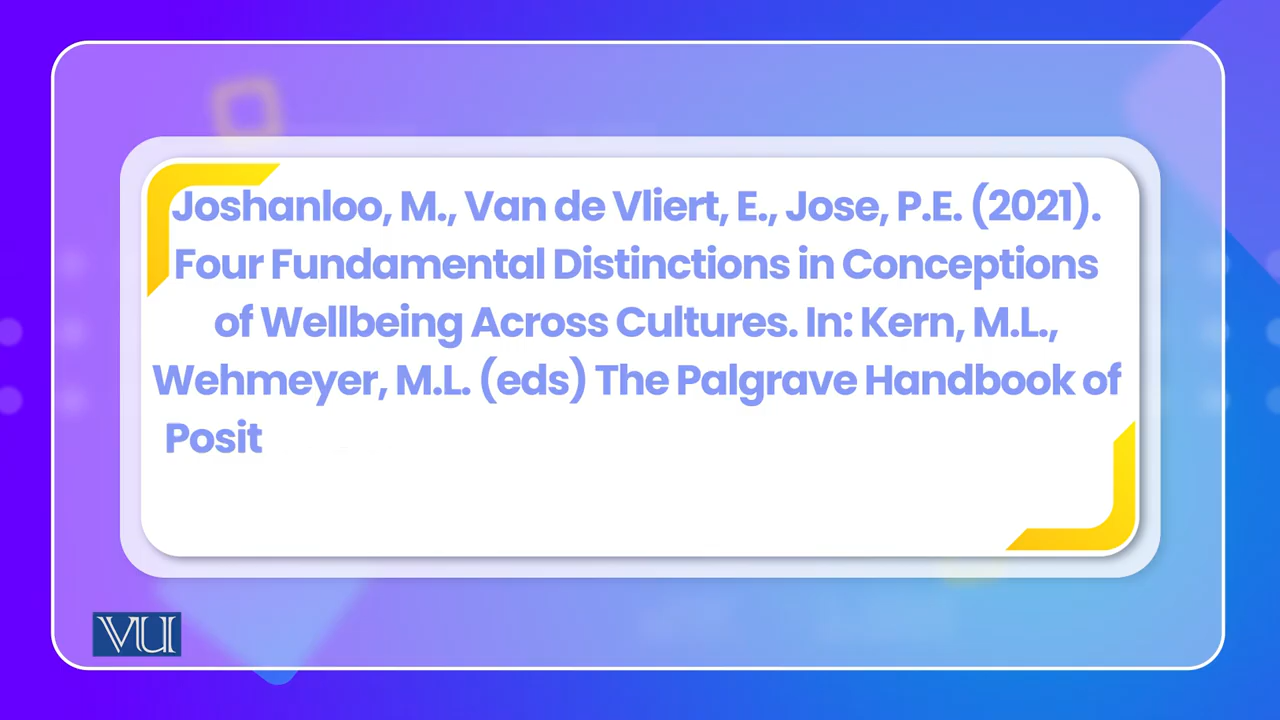 Joshanloo, M., Van de Vliert, E., Jose, P.E. (2021).
Four Fundamental Distinctions in Conceptions
of Wellbeing Across Cultures. In: Kern, M.L.,
Wehmeyer, M.L. (eds) The Palgrave Handbook of
Posit
VU